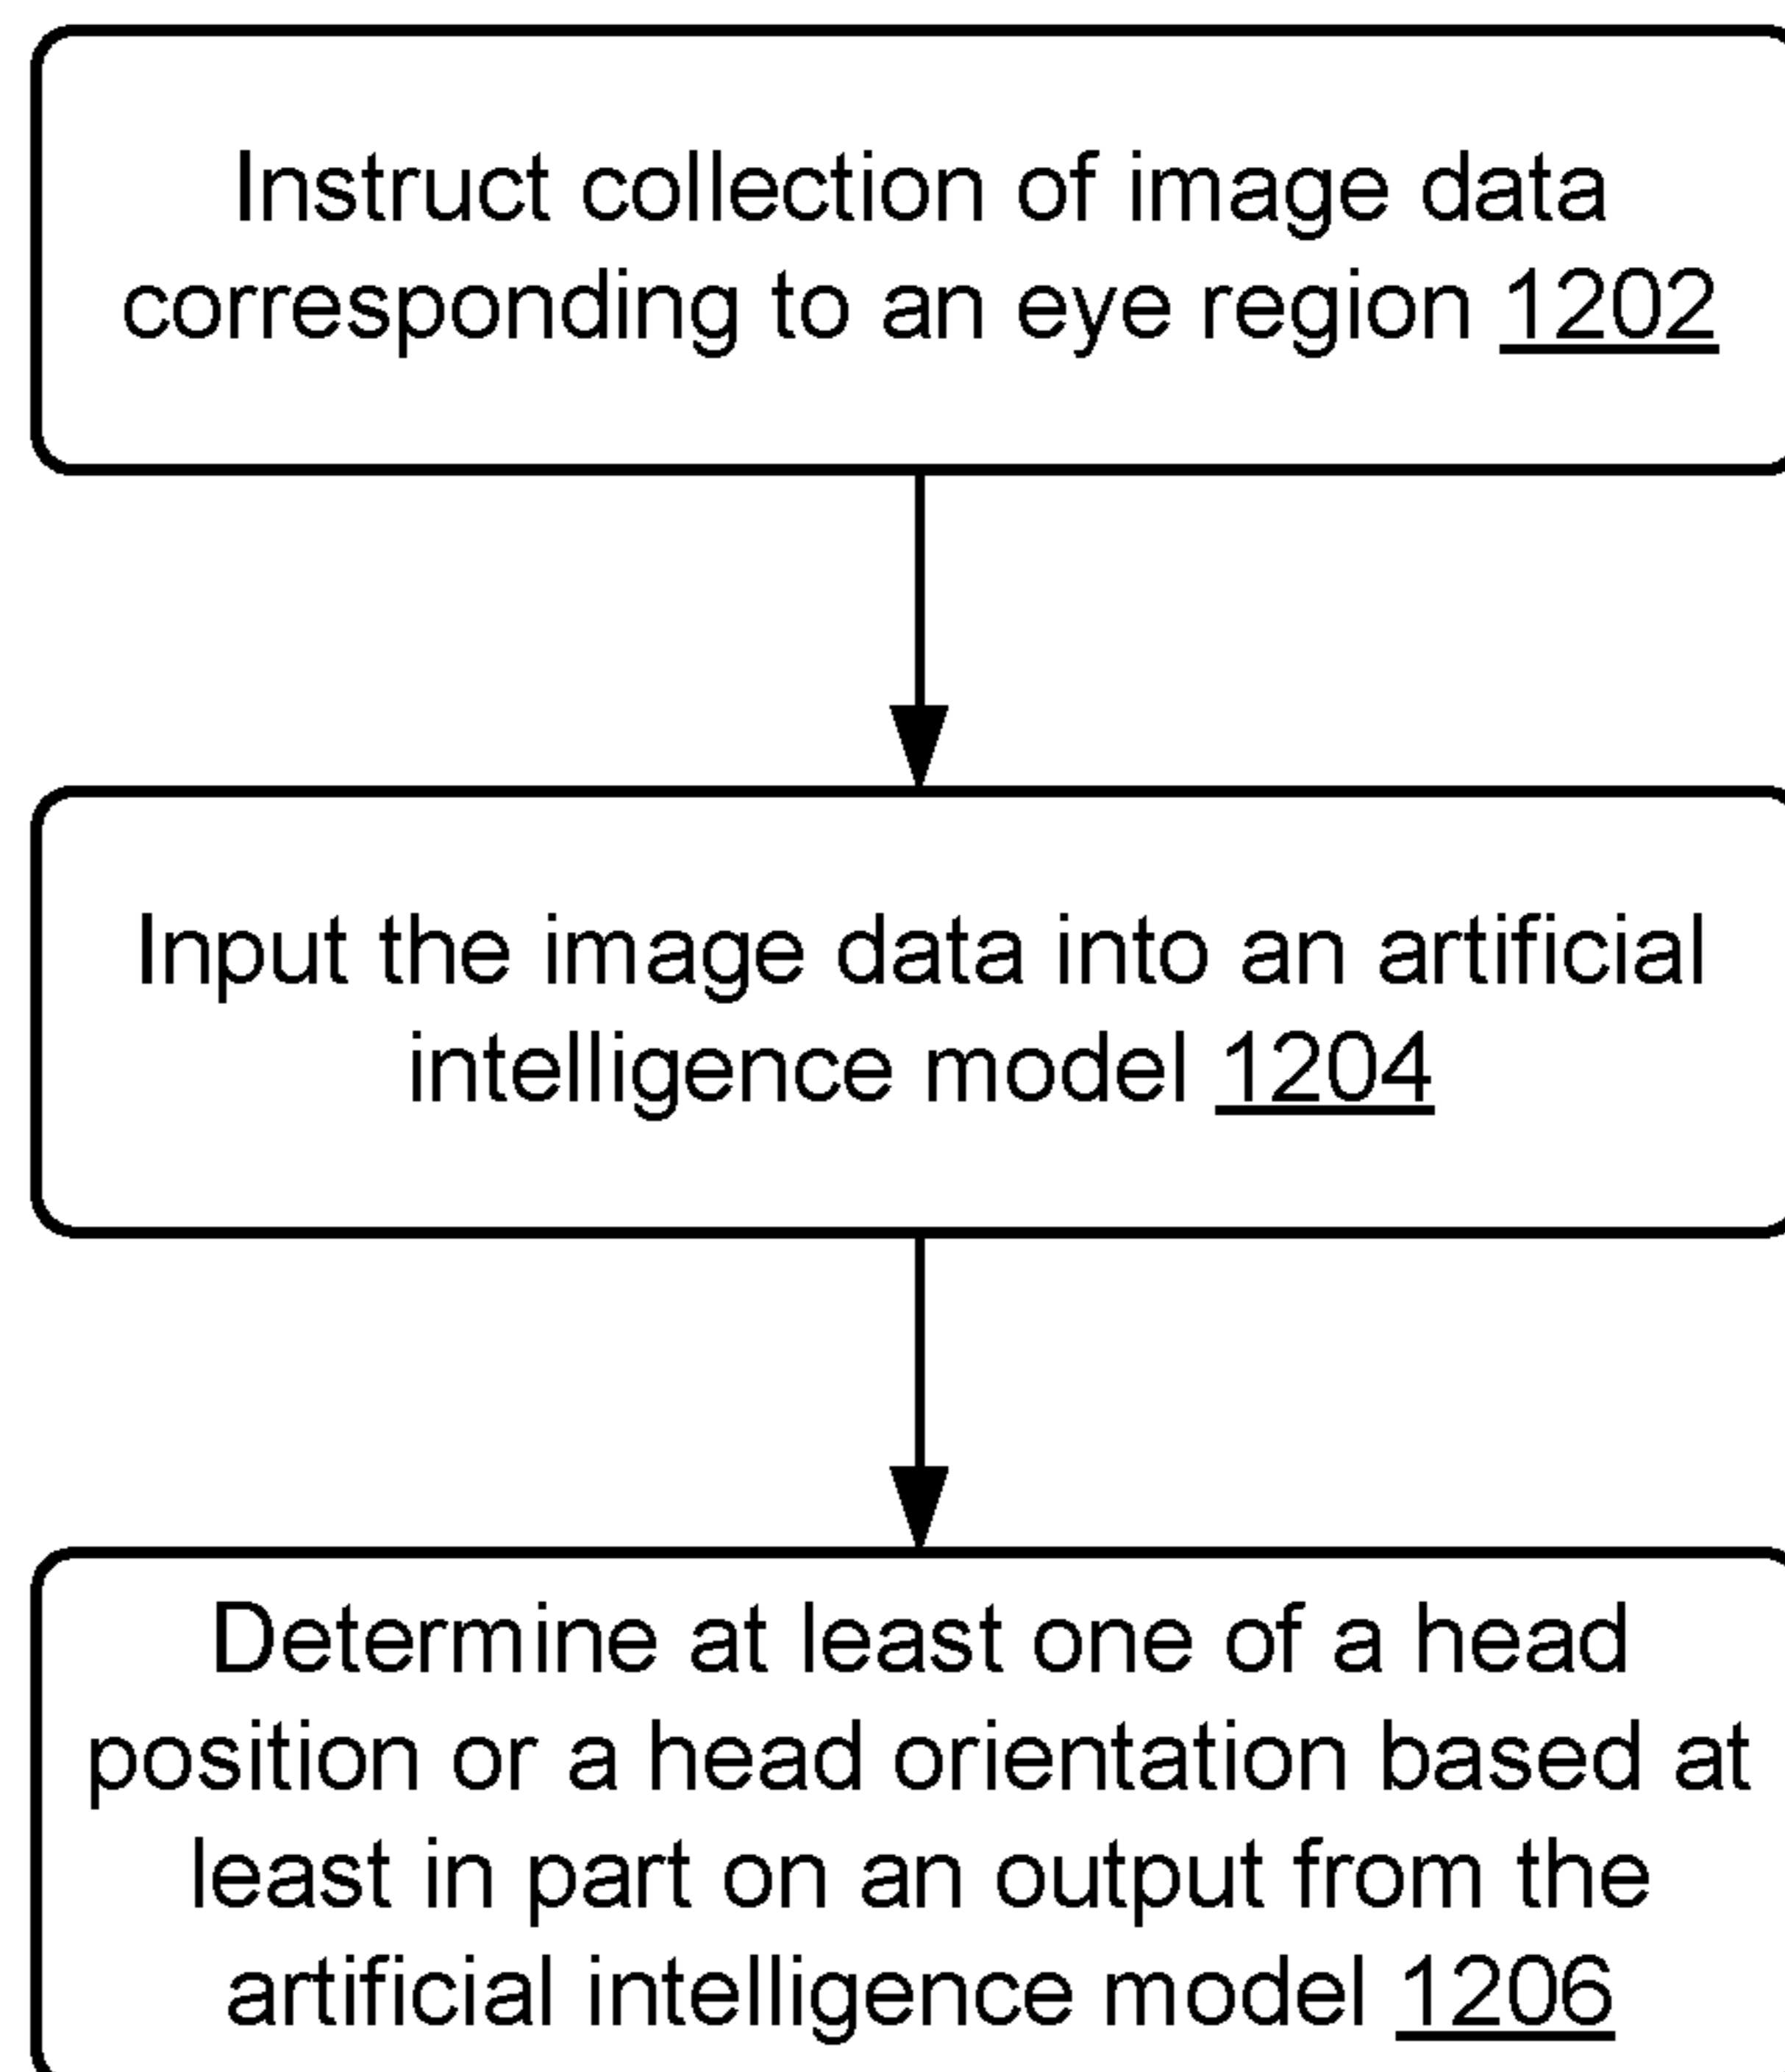 Instruct collection of image data
corresponding to an eye region 1202
Input the image data into an artificial
intelligence model 1204
Determine at least one of a head
position or a head orientation based at
least in part on an output from the
artificial intelligence model 1206